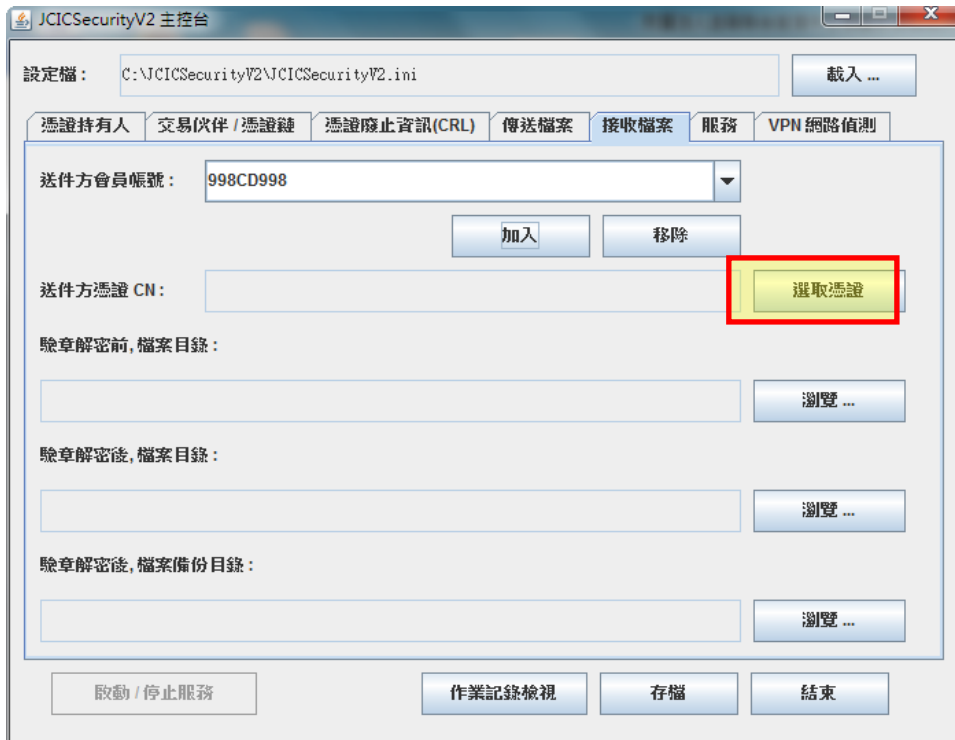 JCICSecurityV2 主控台
設定檔：
C:\JCICSecurityV2\JCICSecurityV2.ini
載入 ...
憑證持有人 交易伙伴 / 憑證鏈 憑證廢止資訊(CRL) 傳送檔案 接收檔案 服務 VPN 網路偵測
送件方會員帳號：
998CD998
加入 移除
送件方憑證 CN：
選取憑證
驗章解密前, 檔案目錄：
瀏覽 ...
驗章解密後, 檔案目錄：
瀏覽 ...
驗章解密後, 檔案備份目錄：
瀏覽 ...
啟動 / 停止服務 作業記錄檢視 存檔 結束